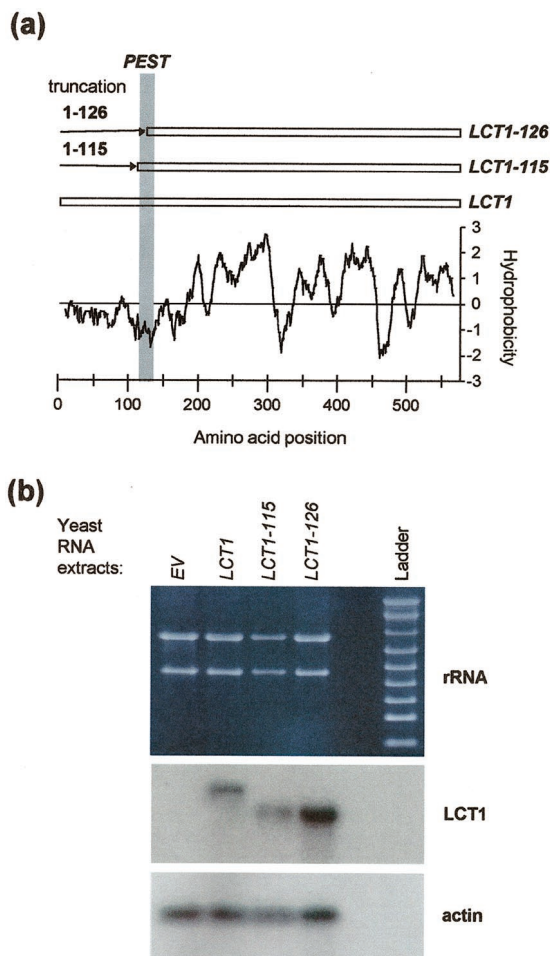 (a)
PEST
truncation
1-126
LCT1-126
1-115
LCT1-115
LCT1
3
2
1
0
-1
-2
-3
Hydrophobicity
0 100 200 300 400 500
Amino acid position
(b)
Yeast
RNA
extracts:
EV
LCT1
LCT1-115
LCT1-126
Ladder
rRNA
LCT1
actin